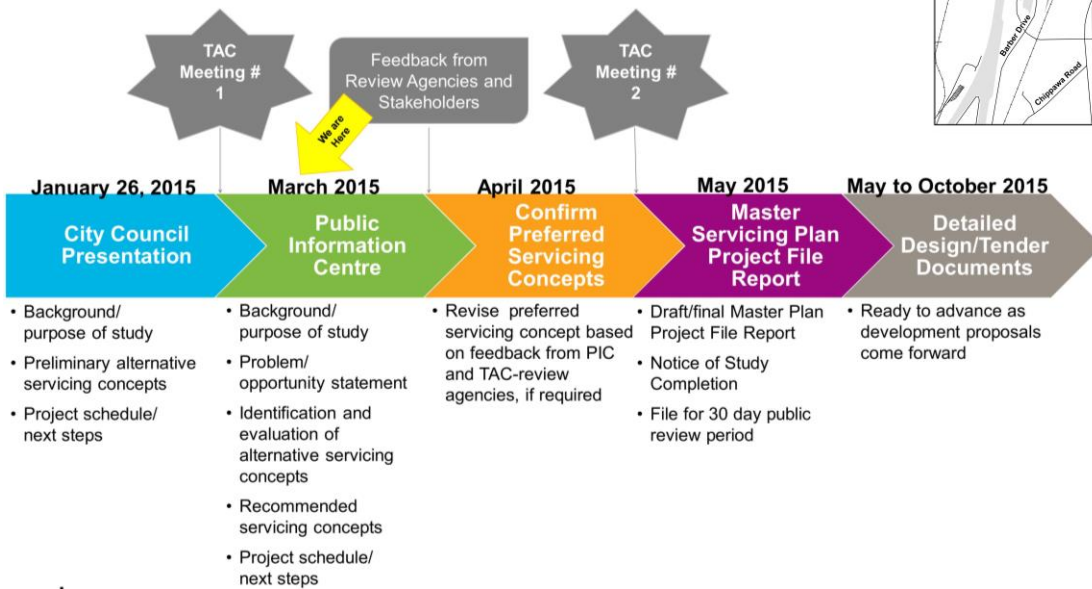 TAC
Meeting #
1
Feedback from
Review Agencies and
Stakeholders
We are
Here
TAC
Meeting #
2
Barber Drive
Chippawa Road
January 26, 2015
City Council
Presentation
• Background/
purpose of study
• Preliminary alternative
servicing concepts
• Project schedule/
next steps
March 2015
Public
Information
Centre
• Background/
purpose of study
• Problem/
opportunity statement
• Identification and
evaluation of
alternative servicing
concepts
• Recommended
servicing concepts
• Project schedule/
next steps
April 2015
Confirm
Preferred
Servicing
Concepts
• Revise preferred
servicing concept based
on feedback from PIC
and TAC-review
agencies, if required
May 2015
Master
Servicing Plan
Project File
Report
• Draft/final Master Plan
Project File Report
• Notice of Study
Completion
• File for 30 day public
review period
May to October 2015
Detailed
Design/Tender
Documents
• Ready to advance as
development proposals
come forward